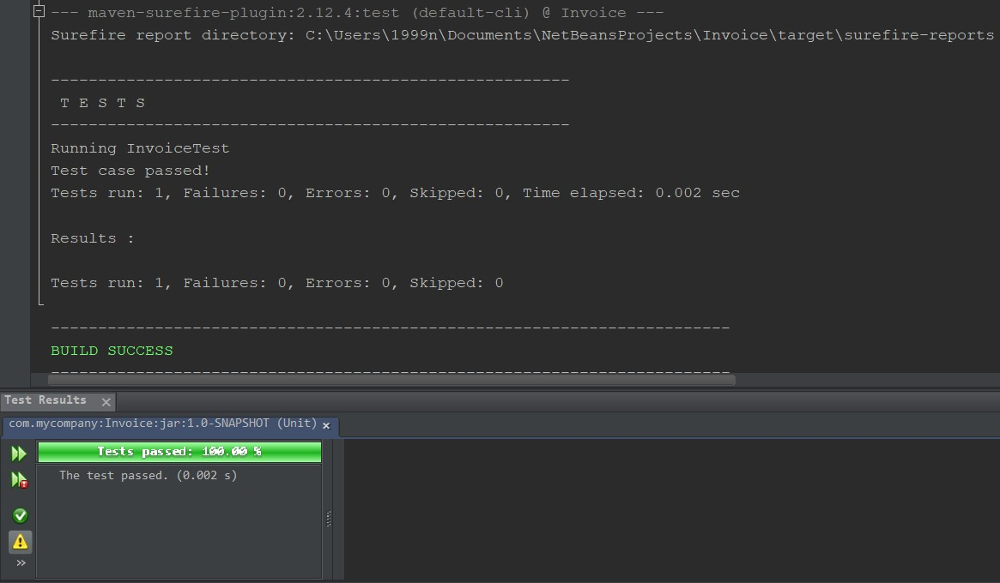 --- maven-surefire-plugin:2.12.4:test (default-cli) @ Invoice ---
Surefire report directory: C:\Users\1999n\Documents\NetBeansProjects\Invoice\target\surefire-reports
-------------------------------------------------------
T E S T S
-------------------------------------------------------
Running InvoiceTest
Test case passed!
Tests run: 1, Failures: 0, Errors: 0, Skipped: 0, Time elapsed: 0.002 sec
Results :
Tests run: 1, Failures: 0, Errors: 0, Skipped: 0
------------------------------------------------------------------------
BUILD SUCCESS
------------------------------------------------------------------------
Test Results
com.mycompany:Invoice:jar:1.0-SNAPSHOT (Unit)
Tests passed: 100.00 %
The test passed. (0.002 s)